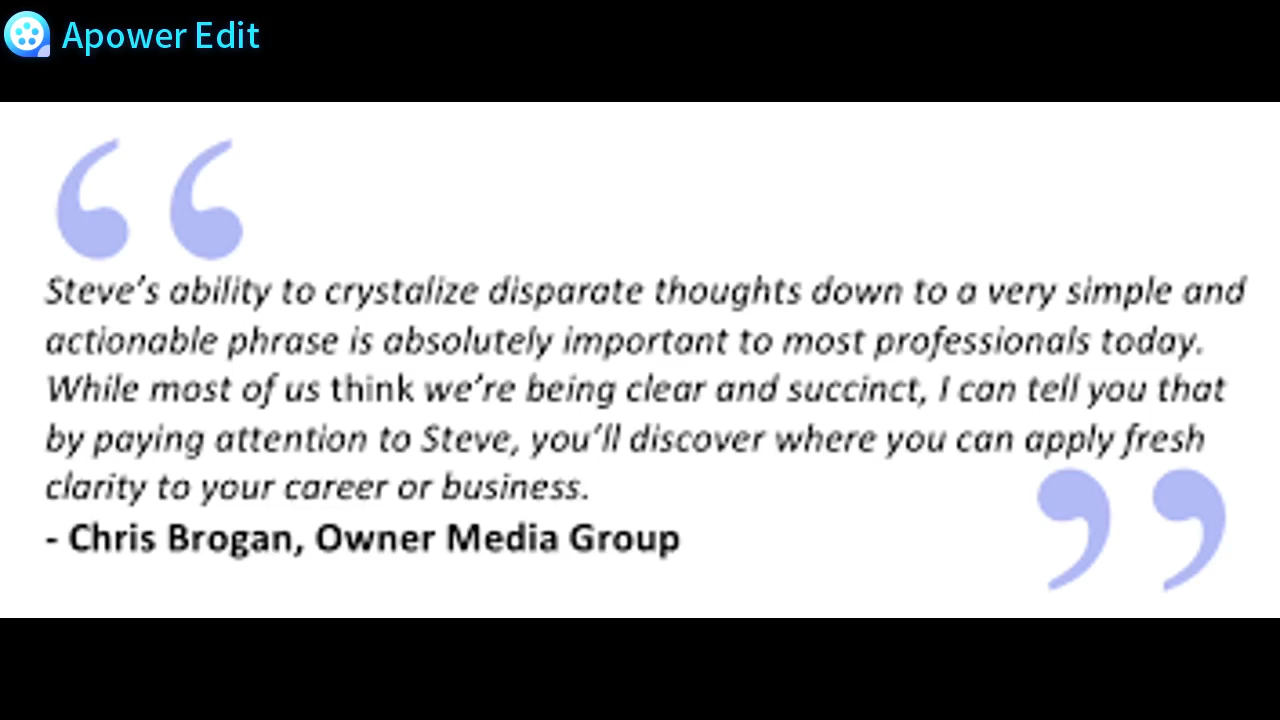 Apower Edit
Steve’s ability to crystalize disparate thoughts down to a very simple and
actionable phrase is absolutely important to most professionals today.
While most of us think we’re being clear and succinct, I can tell you that
by paying attention to Steve, you’ll discover where you can apply fresh
clarity to your career or business.
- Chris Brogan, Owner Media Group